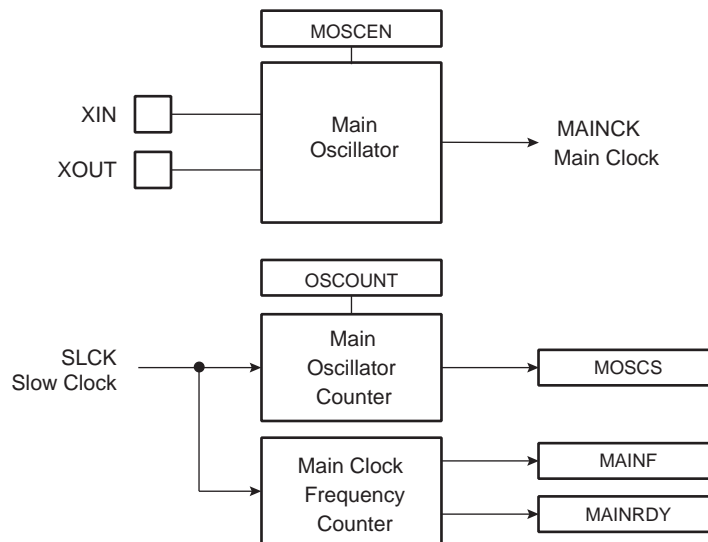 MOSCEN
XIN
XOUT
Main
Oscillator
MAINCK
Main Clock
OSCOUNT
SLCK
Slow Clock
Main
Oscillator
Counter
MOSCS
Main Clock
Frequency
Counter
MAINF
MAINRDY